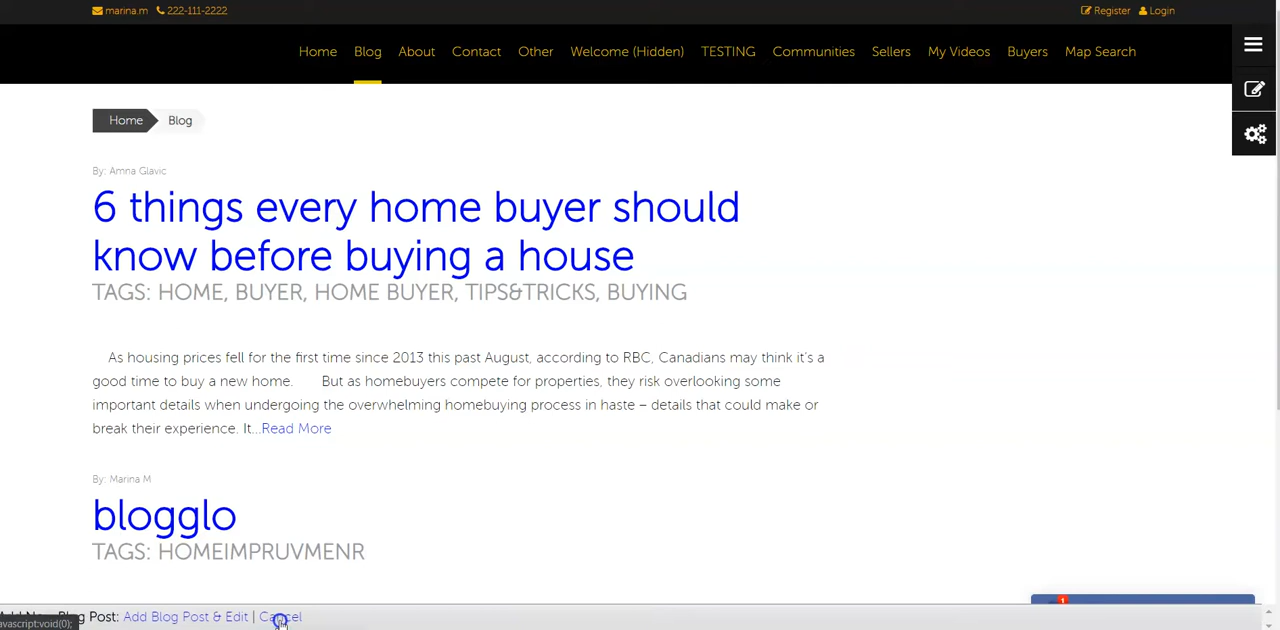 marina.m 222-111-2222 Register Login
Home Blog About Contact Other Welcome (Hidden) TESTING Communities Sellers My Videos Buyers Map Search
Home Blog
By: Amna Glavic
6 things every home buyer should
know before buying a house
TAGS: HOME, BUYER, HOME BUYER, TIPS&TRICKS, BUYING
As housing prices fell for the first time since 2013 this past August, according to RBC, Canadians may think it's a
good time to buy a new home. But as homebuyers compete for properties, they risk overlooking some
important details when undergoing the overwhelming homebuying process in haste – details that could make or
break their experience. It...Read More
By: Marina M
blogglo
TAGS: HOMEIMPRUVMENR
Blog Post: Add Blog Post & Edit | Cancel
javascript:void(0);
1